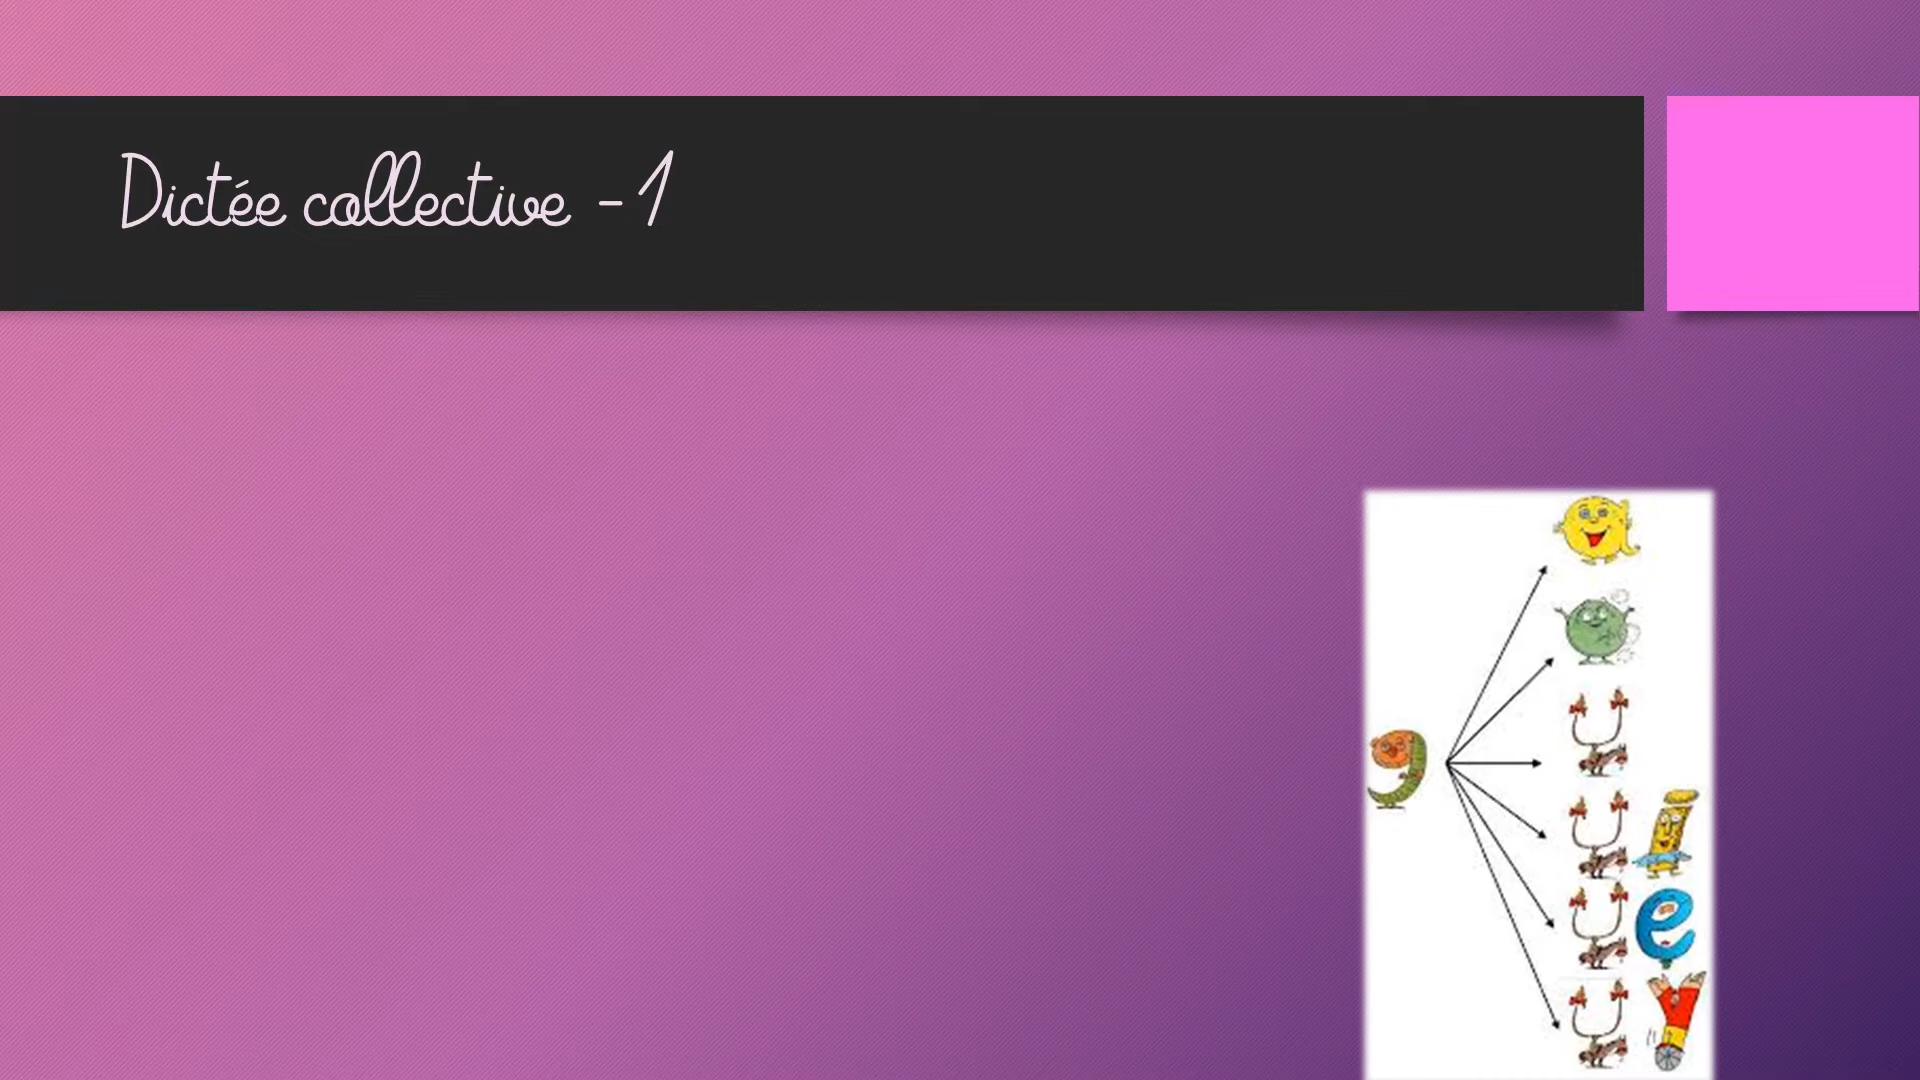 Dictée collective - 1
g
a
o
u
u i
u e
u y